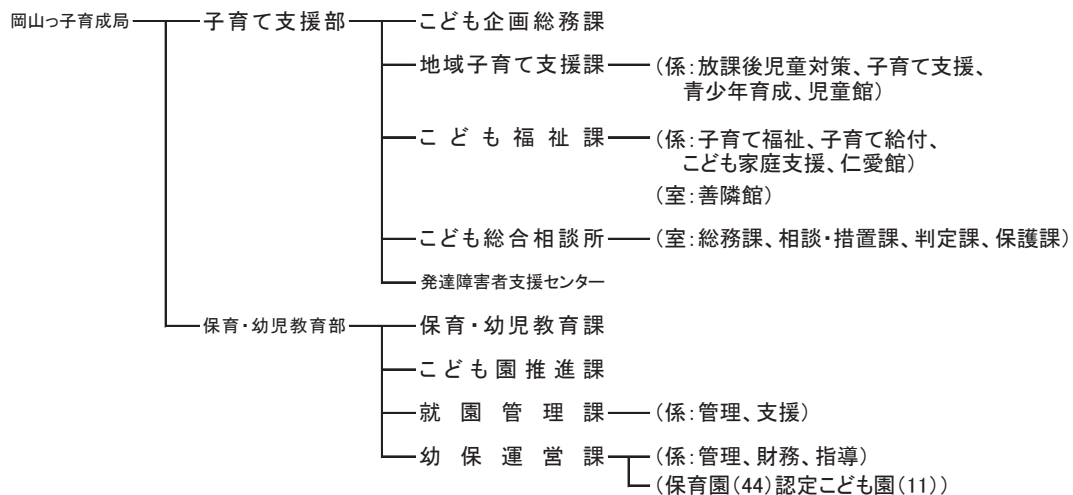 岡山っ子育成局
子育て支援部
こども企画総務課
地域子育て支援課
(係:放課後児童対策、子育て支援、
青少年育成、児童館)
こども福祉課
(係:子育て福祉、子育て給付、
こども家庭支援、仁愛館)
(室:善隣館)
こども総合相談所
(室:総務課、相談・措置課、判定課、保護課)
発達障害者支援センター
保育・幼児教育部
保育・幼児教育課
こども園推進課
就園管理課
(係:管理、支援)
幼保運営課
(係:管理、財務、指導)
(保育園(44)認定こども園(11))